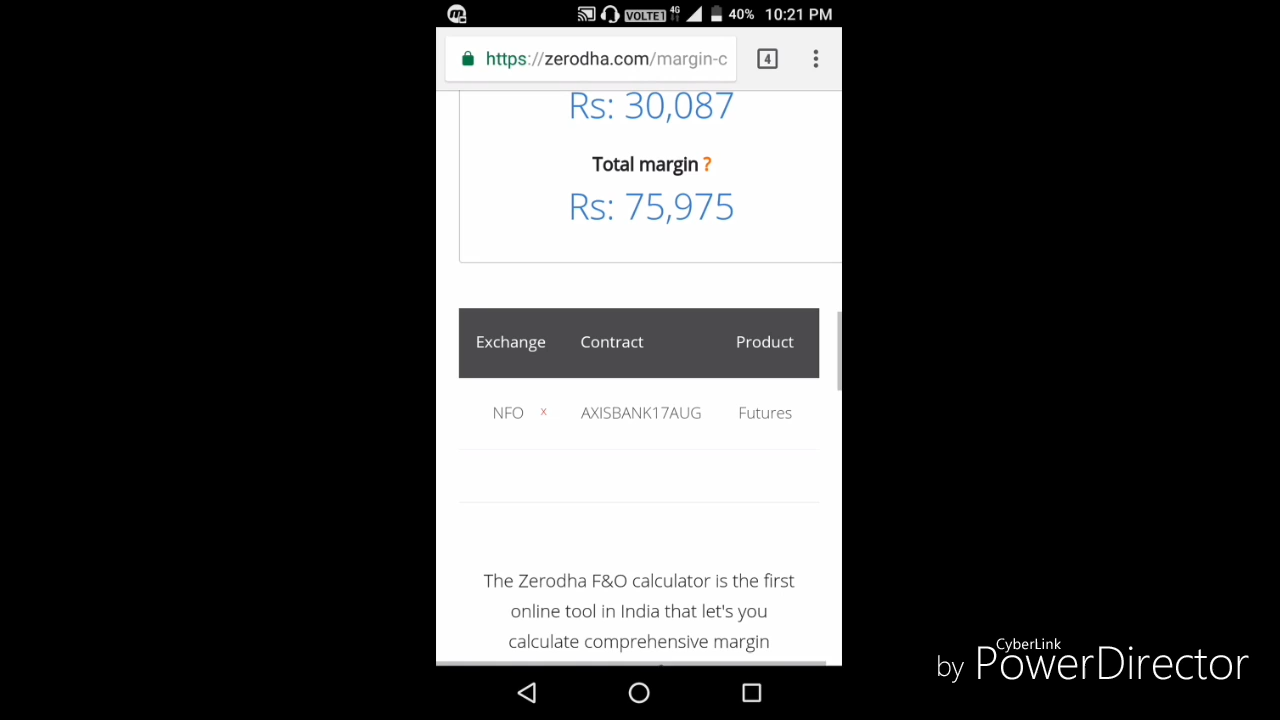 VOLTE1 4G 40% 10:21 PM
https://zerodha.com/margin-c 4
Rs: 30,087
Total margin ?
Rs: 75,975
Exchange Contract Product
NFO x AXISBANK17AUG Futures
The Zerodha F&O calculator is the first
online tool in India that let's you
calculate comprehensive margin
CyberLink
by PowerDirector